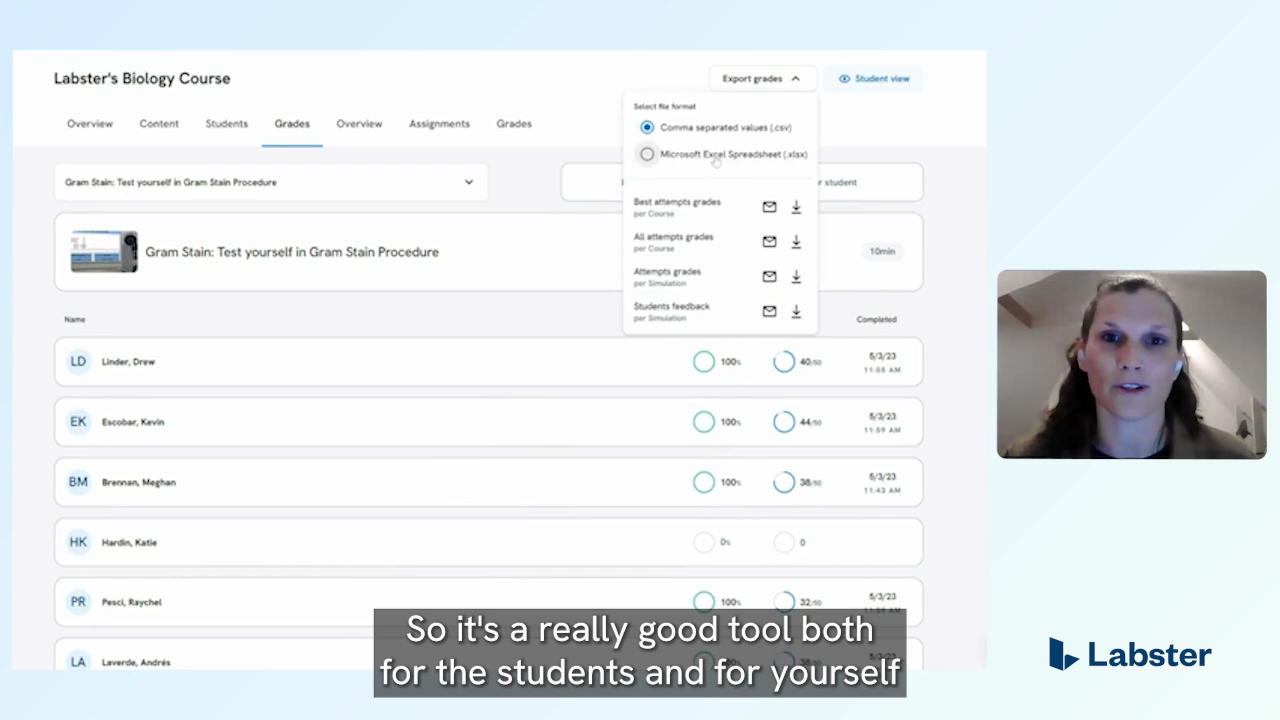 Labster's Biology Course
Export grades
Student view
Overview
Content
Students
Grades
Overview
Assignments
Grades
Select file format
Comma separated values (.csv)
Microsoft Excel Spreadsheet (.xlsx)
Gram Stain: Test yourself in Gram Stain Procedure
r student
Best attempts grades
per Course
All attempts grades
per Course
Attempts grades
per Simulation
Students feedback
per Simulation
Gram Stain: Test yourself in Gram Stain Procedure
10min
Name
Completed
LD Linder, Drew 100% 40/50 5/3/23
11:55 AM
EK Escobar, Kevin 100% 44/50 5/3/23
11:59 AM
BM Brennan, Meghan 100% 38/50 5/3/23
11:43 AM
HK Hardin, Katie 0% 0
PR Pesci, Raychel 100% 32/50 5/3/23
LA Laverde, Andrés
So it's a really good tool both
for the students and for yourself
Labster